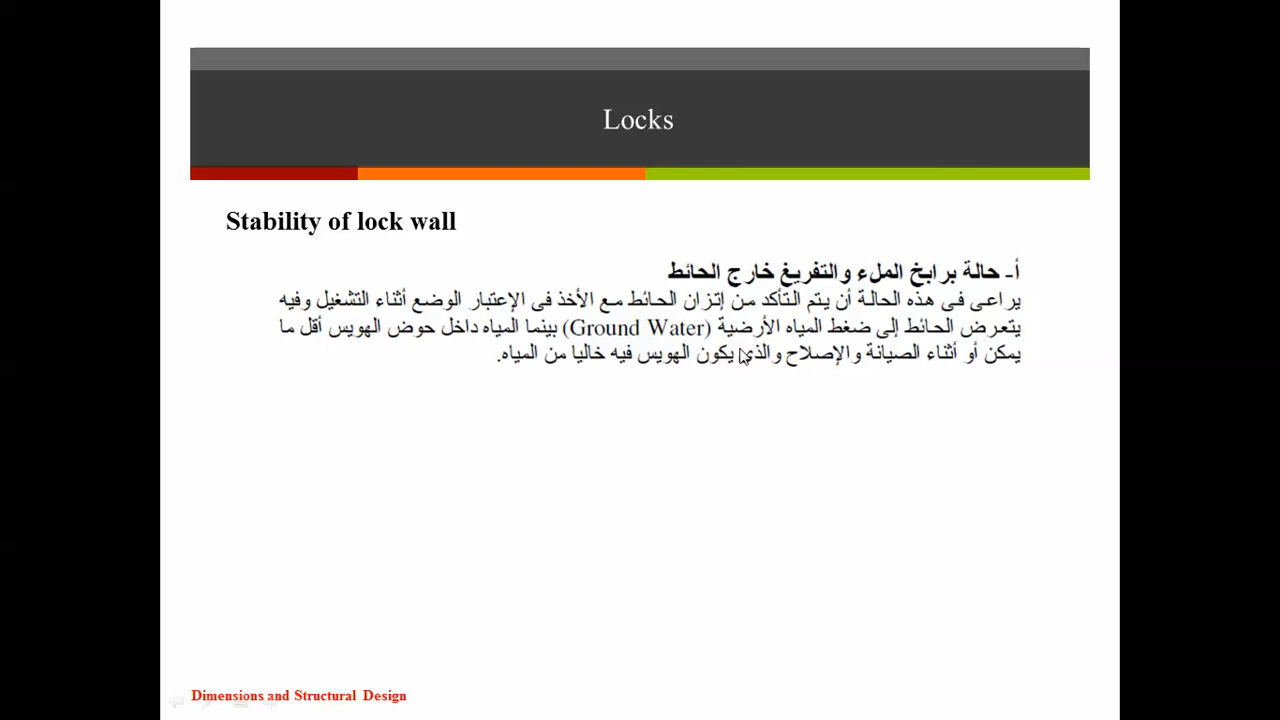 Locks
Stability of lock wall
أ- حالة برابخ الملء والتفريغ خارج الحائط
يراعى فى هذه الحالة أن يتم التأكد من إتزان الحائط مع الأخذ فى الإعتبار الوضع أثناء التشغيل وفيه
يتعرض الحائط إلى ضغط المياه الأرضية (Ground Water) بينما المياه داخل حوض الهويس أقل ما
يمكن أو أثناء الصيانة والإصلاح والذي يكون الهويس فيه خاليا من المياه.
Dimensions and Structural Design